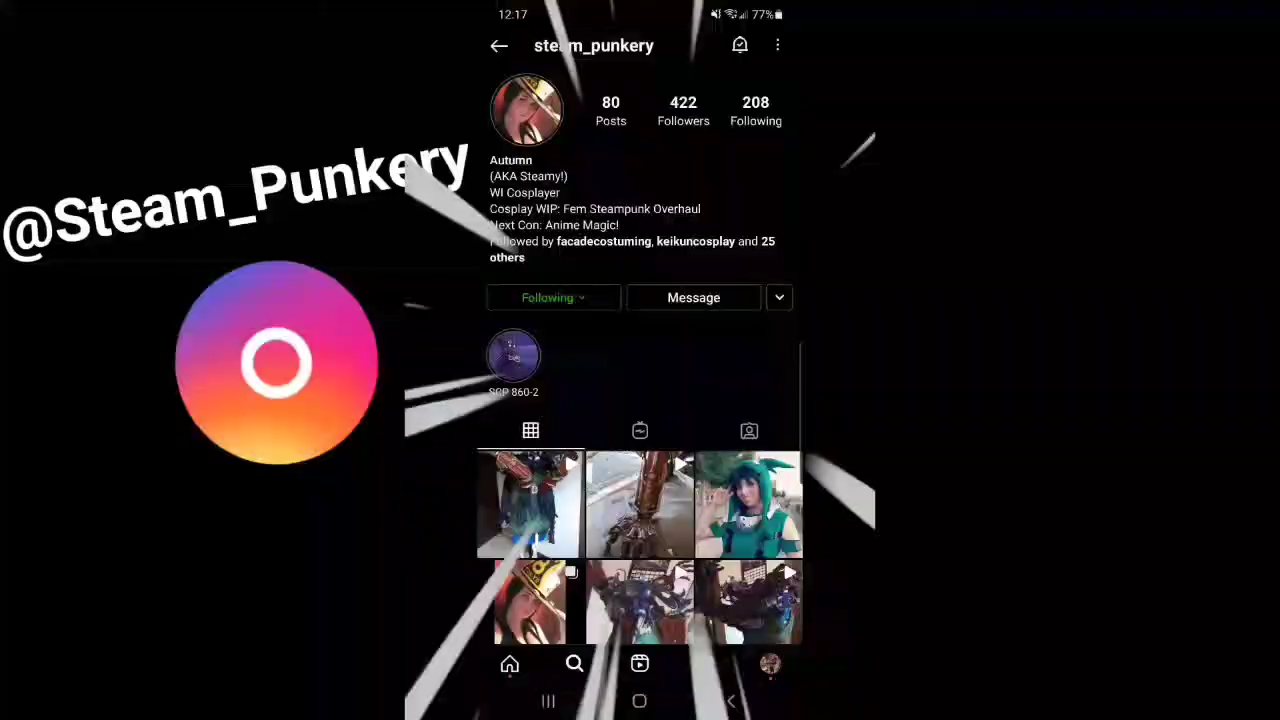 12:17
77%
steam_punkery
80
Posts
422
Followers
208
Following
@Steam_Punkery
Autumn
(AKA Steamy!)
WI Cosplayer
Cosplay WIP: Fem Steampunk Overhaul
Next Con: Anime Magic!
Followed by facadecostuming, keikuncosplay and 25
others
Following
Message
SCP 860-2